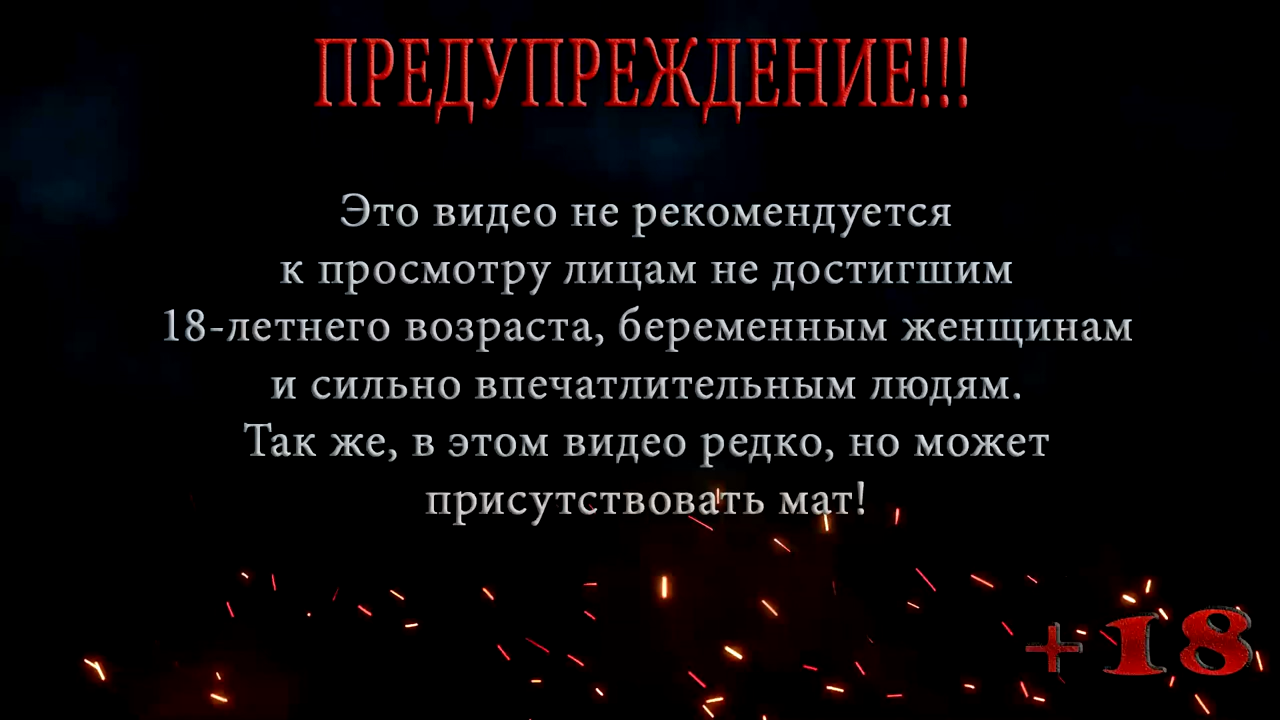 ПРЕДУПРЕЖДЕНИЕ!!!
Это видео не рекомендуется
к просмотру лицам не достигшим
18-летнего возраста, беременным женщинам
и сильно впечатлительным людям.
Так же, в этом видео редко, но может
присутствовать мат!
+18